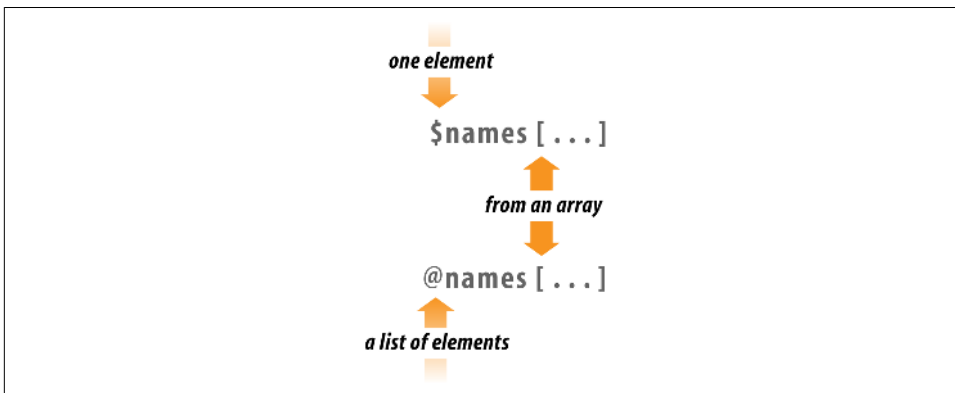 one element
$names[...]
from an array
@names[...]
a list of elements